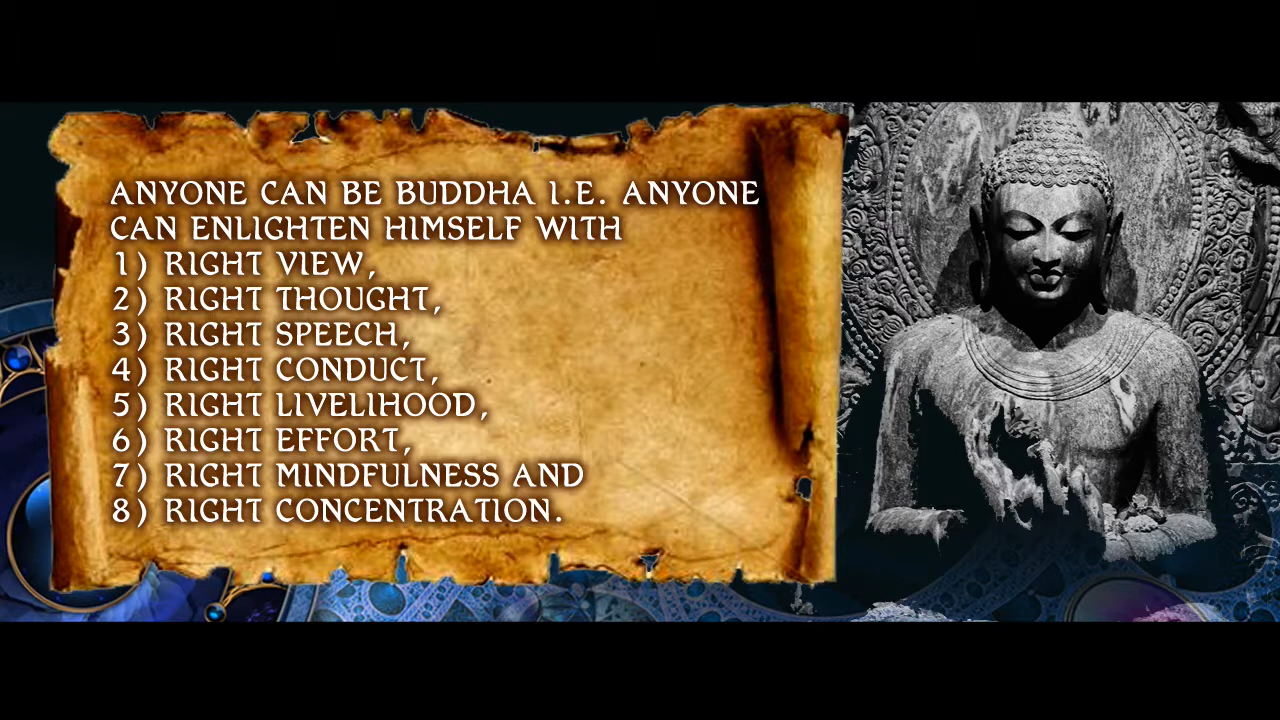 ANYONE CAN BE BUDDHA I.E. ANYONE
CAN ENLIGHTEN HIMSELF WITH
1) RIGHT VIEW,
2) RIGHT THOUGHT,
3) RIGHT SPEECH,
4) RIGHT CONDUCT,
5) RIGHT LIVELIHOOD,
6) RIGHT EFFORT,
7) RIGHT MINDFULNESS AND
8) RIGHT CONCENTRATION.